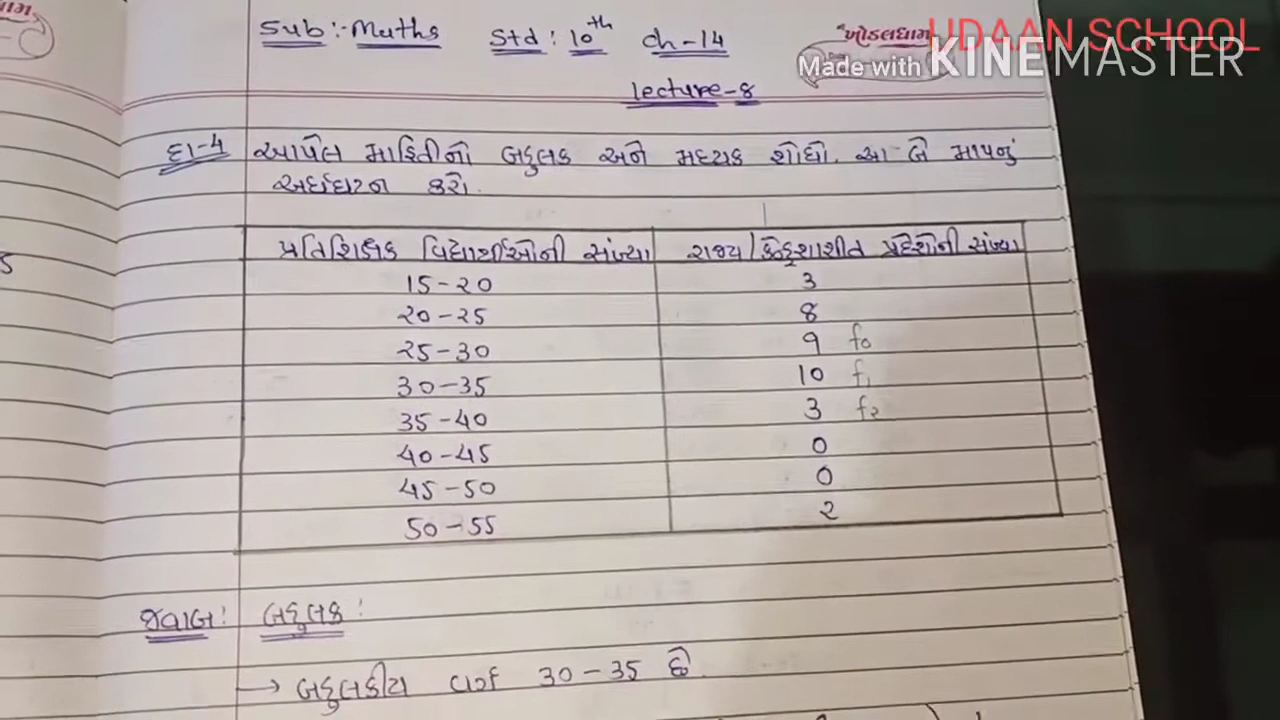 Sub:- Maths Std : 10th ch-14
"ખોડલધામ
UDAAN SCHOOL
Made with KINEMASTER
lecture-8
દા-4 આપેલ માહિતીનો બહુલક અને મધ્યક શોધો. આ બે માપનું
અર્થઘટન કરો.
પ્રતિશિક્ષક વિદ્યાર્થીઓની સંખ્યા રાજ્ય/કેન્દ્રશાશીત પ્રદેશોની સંખ્યા
15-20 3
20-25 8
25-30 9 f₀
30-35 10 f₁
35-40 3 f₂
40-45 0
45-50 0
50-55 2
જવાબ: બહુલક:
→ બહુલકીય વર્ગ 30-35 છે.